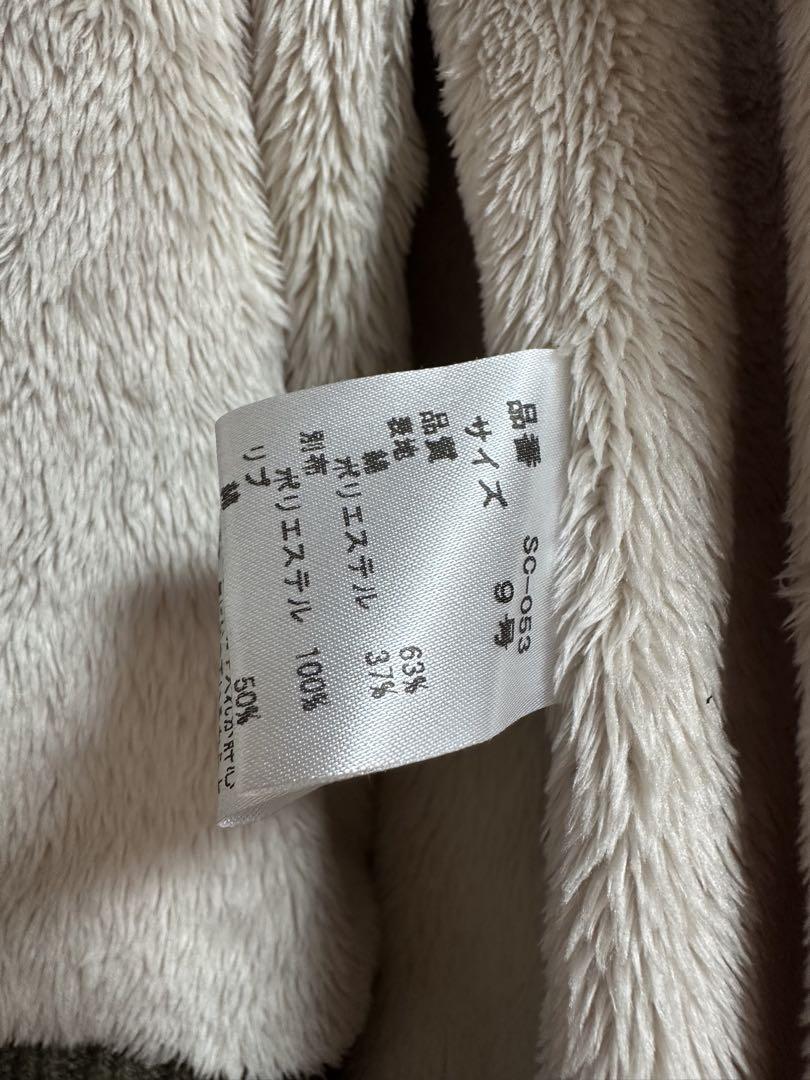 品番 SC-053
サイズ 9号
品質
表地 綿 63%
ポリエステル 37%
別布 ポリエステル 100%
リブ 綿 50%